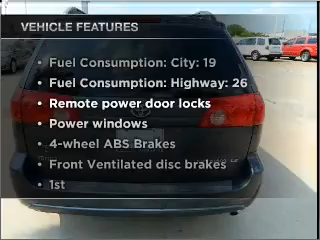 VEHICLE FEATURES
• Fuel Consumption: City: 19
• Fuel Consumption: Highway: 26
• Remote power door locks
• Power windows
• 4-wheel ABS Brakes
• Front Ventilated disc brakes
• 1st